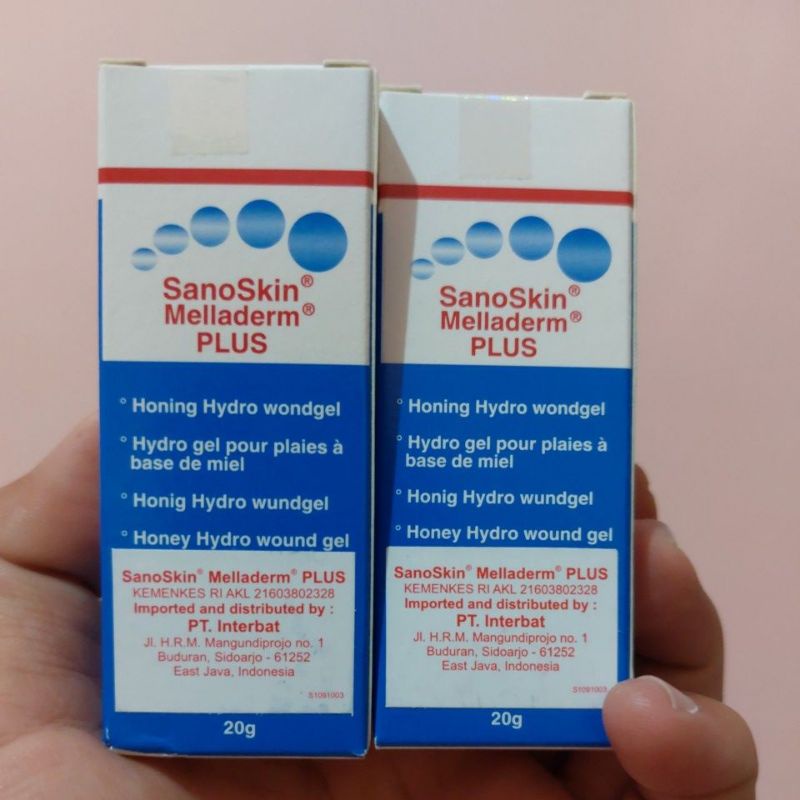 SanoSkin®
Melladerm®
PLUS
° Honing Hydro wondgel
° Hydro gel pour plaies à
base de miel
° Honig Hydro wundgel
° Honey Hydro wound gel
SanoSkin® Melladerm® PLUS
KEMENKES RI AKL 21603802328
Imported and distributed by :
PT. Interbat
Jl. H.R.M. Mangundiprojo no. 1
Buduran, Sidoarjo - 61252
East Java, Indonesia
S1091003
20g
SanoSkin®
Melladerm®
PLUS
° Honing Hydro wondgel
° Hydro gel pour plaies à
base de miel
° Honig Hydro wundgel
° Honey Hydro wound gel
SanoSkin® Melladerm® PLUS
KEMENKES RI AKL 21603802328
Imported and distributed by :
PT. Interbat
Jl. H.R.M. Mangundiprojo no. 1
Buduran, Sidoarjo - 61252
East Java, Indonesia
S1091003
20g